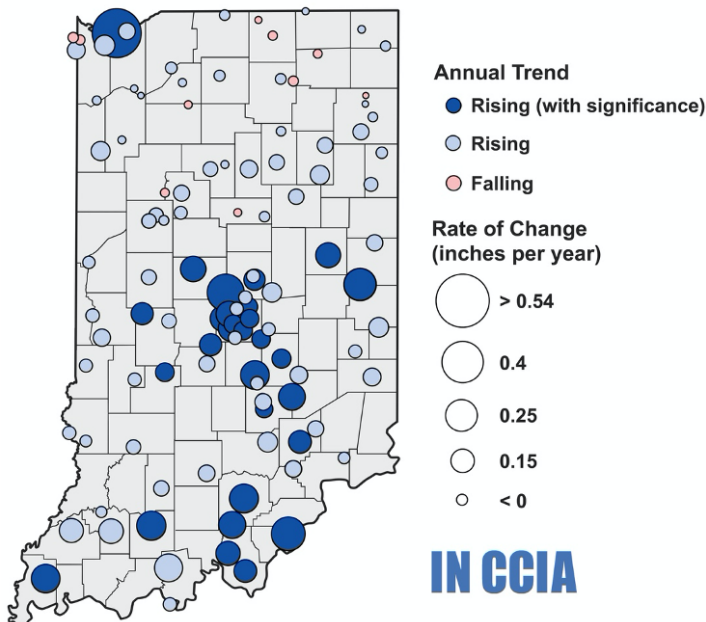 Annual Trend
Rising (with significance)
Rising
Falling
Rate of Change
(inches per year)
> 0.54
0.4
0.25
0.15
< 0
IN CCIA